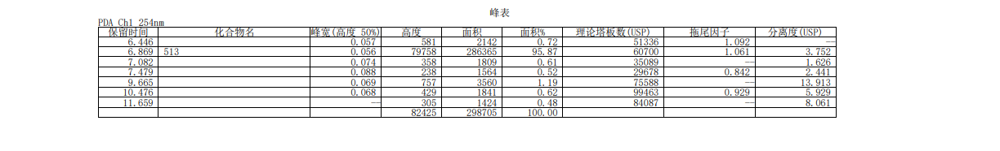 峰表
PDA Ch1 254nm
保留时间 化合物名 峰宽(高度 50%) 高度 面积 面积% 理论塔板数(USP) 拖尾因子 分离度(USP)
6.446 0.057 581 2142 0.72 51336 1.092 --
6.869 513 0.056 79758 286365 95.87 60700 1.061 3.752
7.082 0.074 358 1809 0.61 35089 -- 1.626
7.479 0.088 238 1564 0.52 29678 0.842 2.441
9.665 0.069 757 3560 1.19 75588 -- 13.913
10.476 0.068 429 1841 0.62 99463 0.929 5.929
11.659 -- 305 1424 0.48 84087 -- 8.061
82425 298705 100.00